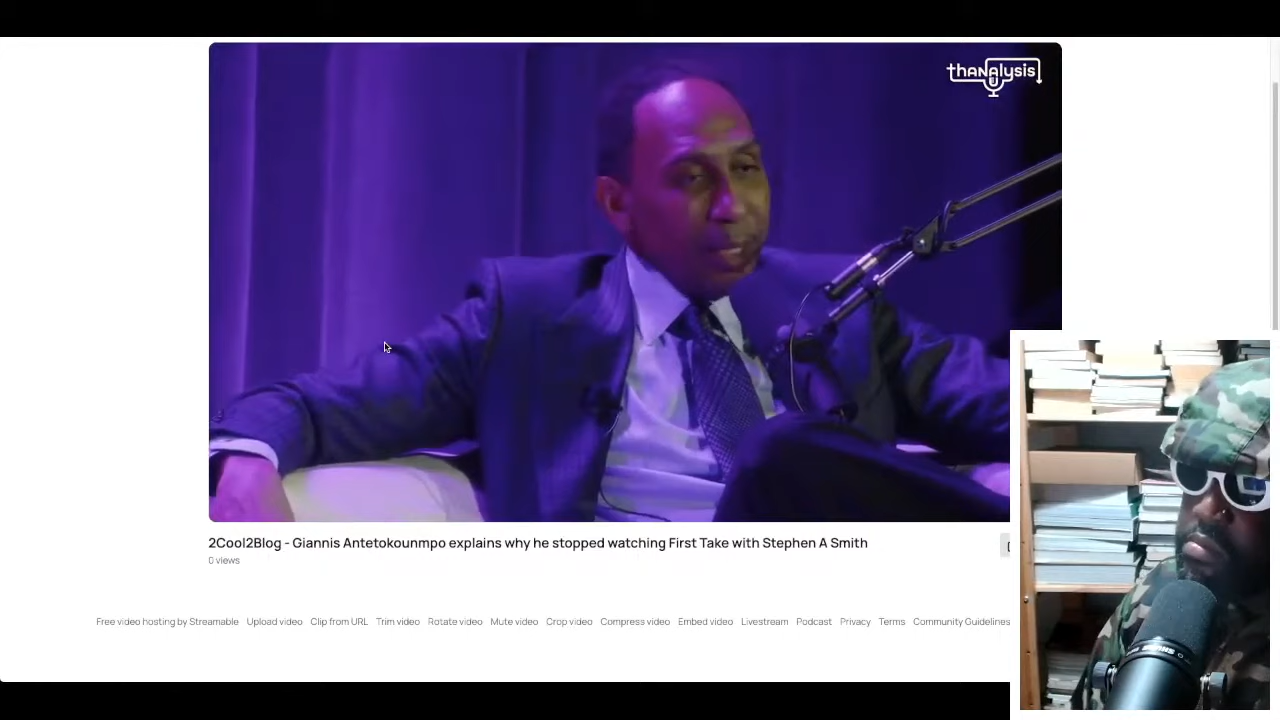 thanalysis
2Cool2Blog - Giannis Antetokounmpo explains why he stopped watching First Take with Stephen A Smith
0 views
Free video hosting by Streamable Upload video Clip from URL Trim video Rotate video Mute video Crop video Compress video Embed video Livestream Podcast Privacy Terms Community Guidelines